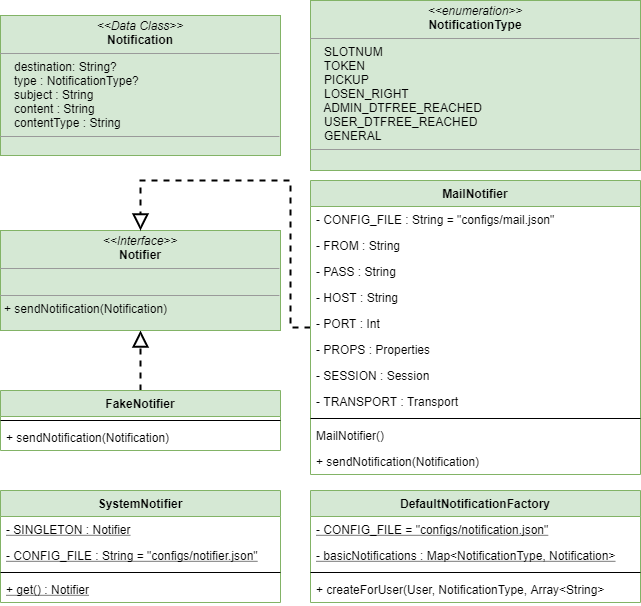 <<Data Class>>
Notification
destination: String?
type : NotificationType?
subject : String
content : String
contentType : String
<<enumeration>>
NotificationType
SLOTNUM
TOKEN
PICKUP
LOSEN_RIGHT
ADMIN_DTFREE_REACHED
USER_DTFREE_REACHED
GENERAL
<<Interface>>
Notifier
+ sendNotification(Notification)
MailNotifier
- CONFIG_FILE : String = "configs/mail.json"
- FROM : String
- PASS : String
- HOST : String
- PORT : Int
- PROPS : Properties
- SESSION : Session
- TRANSPORT : Transport
MailNotifier()
+ sendNotification(Notification)
FakeNotifier
+ sendNotification(Notification)
SystemNotifier
- SINGLETON : Notifier
- CONFIG_FILE : String = "configs/notifier.json"
+ get() : Notifier
DefaultNotificationFactory
- CONFIG_FILE = "configs/notification.json"
- basicNotifications : Map<NotificationType, Notification>
+ createForUser(User, NotificationType, Array<String>